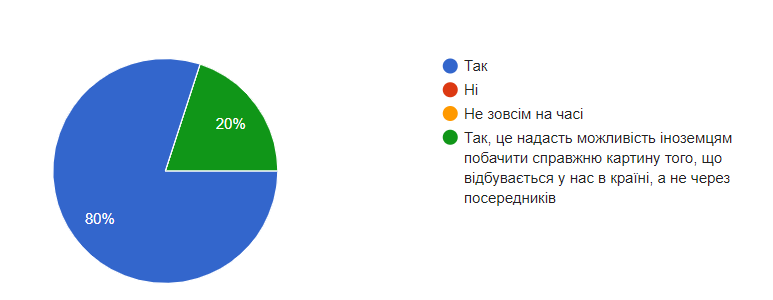 20%
80%
Так
Ні
Не зовсім на часі
Так, це надасть можливість іноземцям
побачити справжню картину того, що
відбувається у нас в країні, а не через
посередників